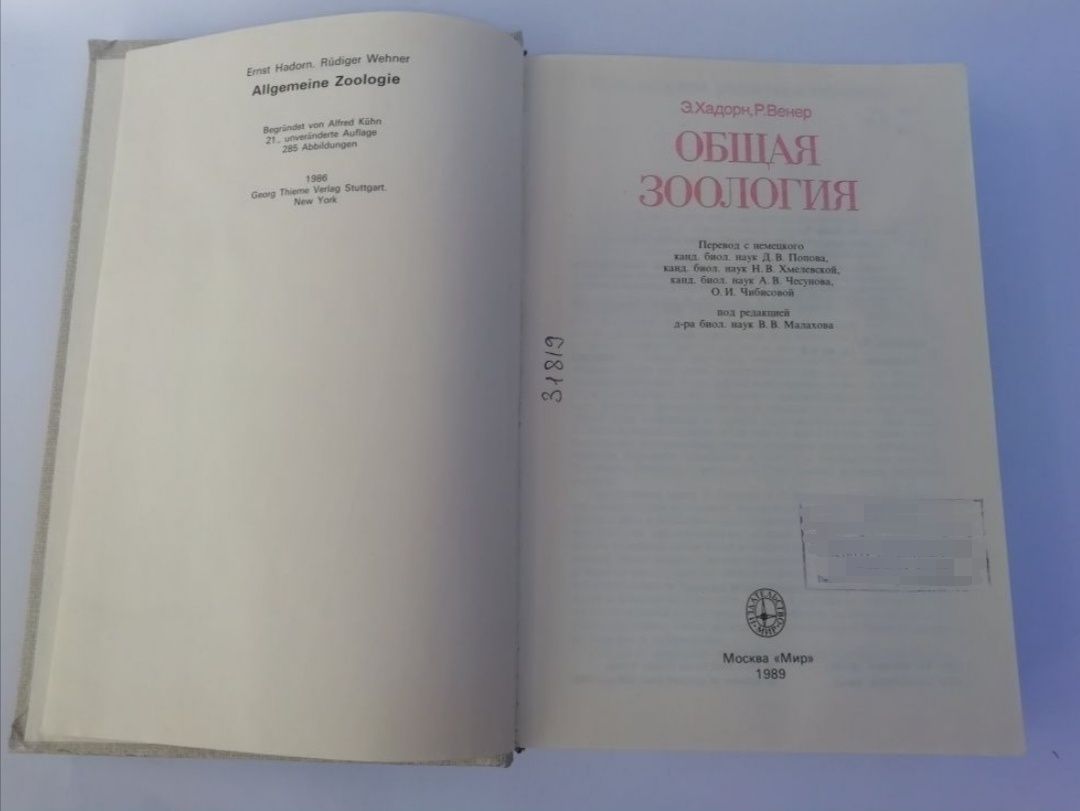 Ernst Hadorn. Rüdiger Wehner
Allgemeine Zoologie
Begründet von Alfred Kühn
21., unveränderte Auflage
285 Abbildungen
1986
Georg Thieme Verlag Stuttgart.
New York
Э.Хадорн, Р.Венер
ОБЩАЯ
ЗООЛОГИЯ
Перевод с немецкого
канд. биол. наук Д. В. Попова,
канд. биол. наук Н. В. Хмелевской,
канд. биол. наук А. В. Чесунова,
О. И. Чибисовой
под редакцией
д-ра биол. наук В. В. Малахова
31819
ИЗДАТЕЛЬСТВО
МИР
Москва «Мир»
1989